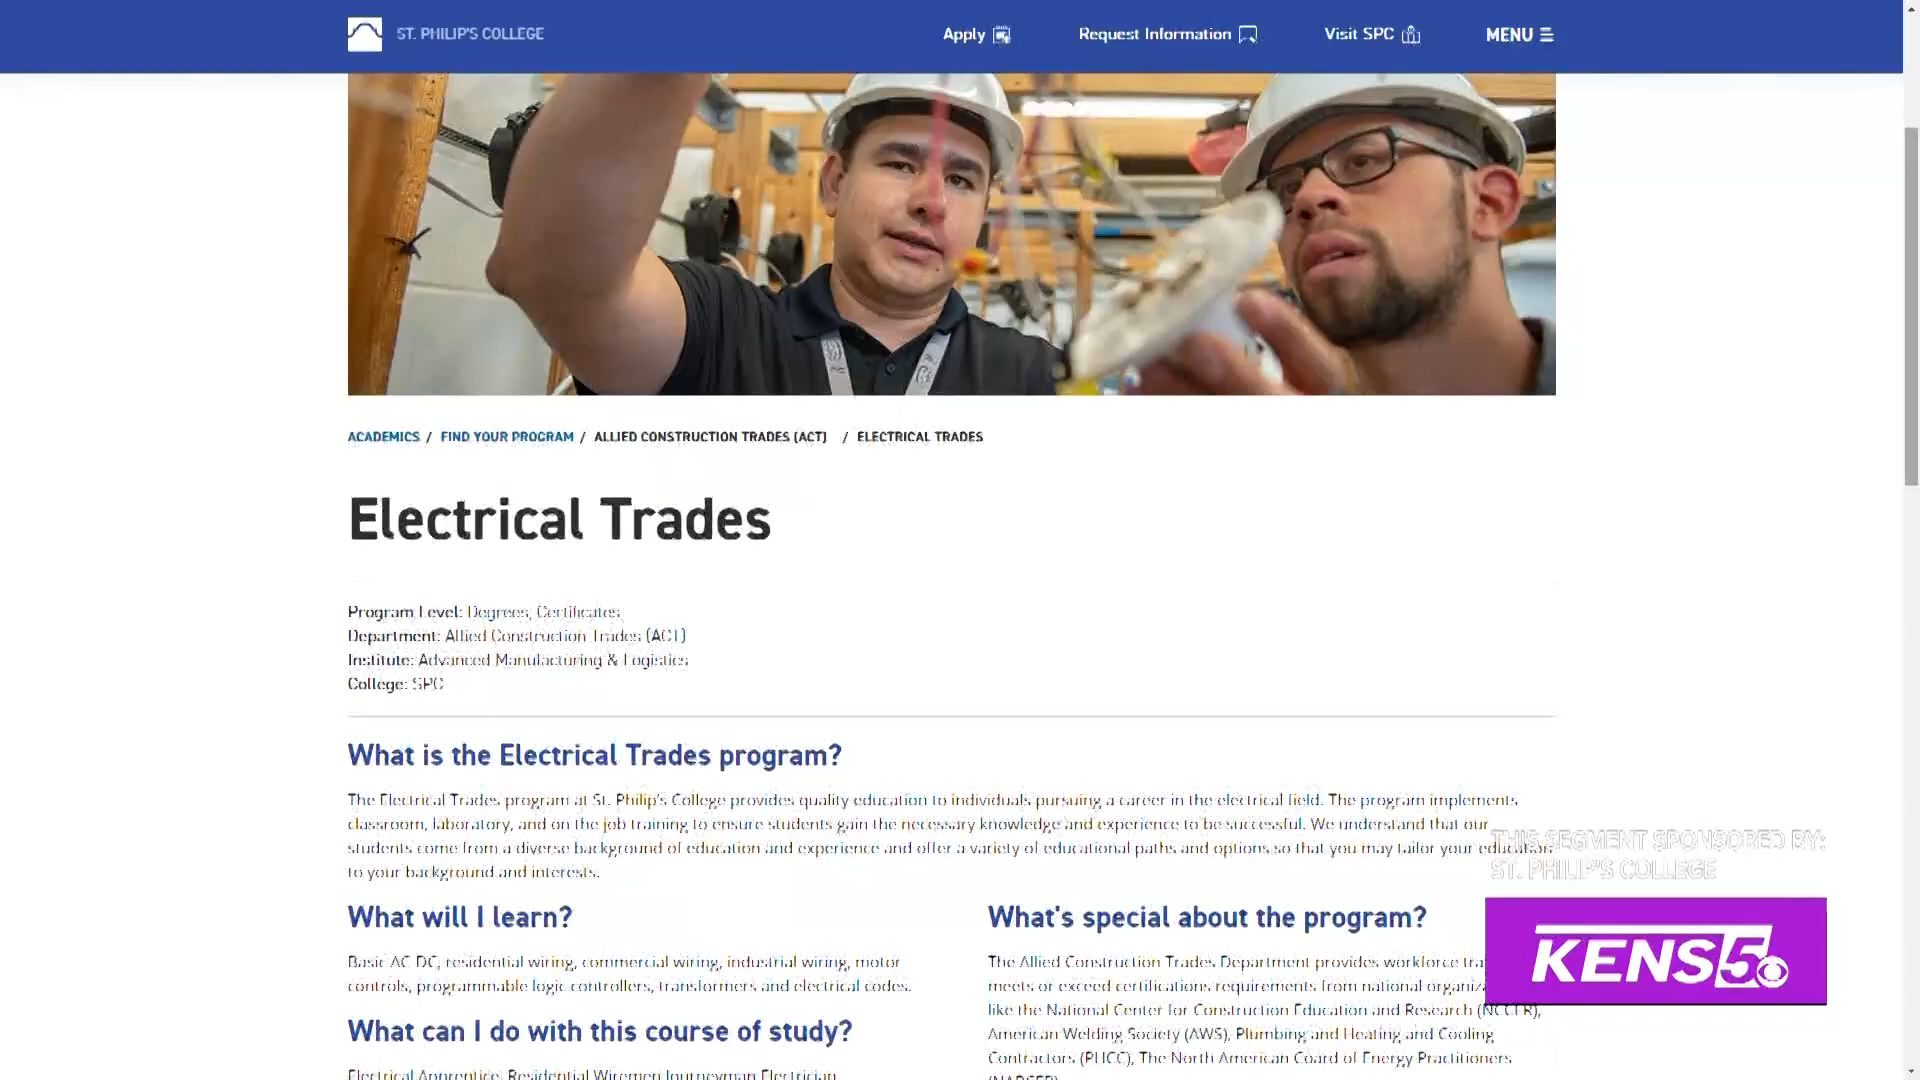 ST. PHILIP'S COLLEGE
Apply
Request Information
Visit SPC
MENU
ACADEMICS / FIND YOUR PROGRAM / ALLIED CONSTRUCTION TRADES (ACT) / ELECTRICAL TRADES
Electrical Trades
Program Level: Degrees, Certificates
Department: Allied Construction Trades (ACT)
Institute: Advanced Manufacturing & Logistics
College: SPC
What is the Electrical Trades program?
The Electrical Trades program at St. Philip's College provides quality education to individuals pursuing a career in the electrical field. The program implements
classroom, laboratory, and on the job training to ensure students gain the necessary knowledge and experience to be successful. We understand that our
students come from a diverse background of education and experience and offer a variety of educational paths and options so that you may tailor your education
to your background and interests.
What will I learn?
Basic AC DC, residential wiring, commercial wiring, industrial wiring, motor
controls, programmable logic controllers, transformers and electrical codes.
What can I do with this course of study?
Electrical Apprentice, Residential Wiremen Journeyman Electrician
What's special about the program?
The Allied Construction Trades Department provides workforce
meets or exceed certifications requirements from national
like the National Center for Construction Education and Research (NCCER),
American Welding Society (AWS), Plumbing and Heating and Cooling
Contractors (PHCC), The North American Coard of Energy Practitioners
THIS SEGMENT SPONSORED BY:
ST. PHILIP'S COLLEGE
KENS5